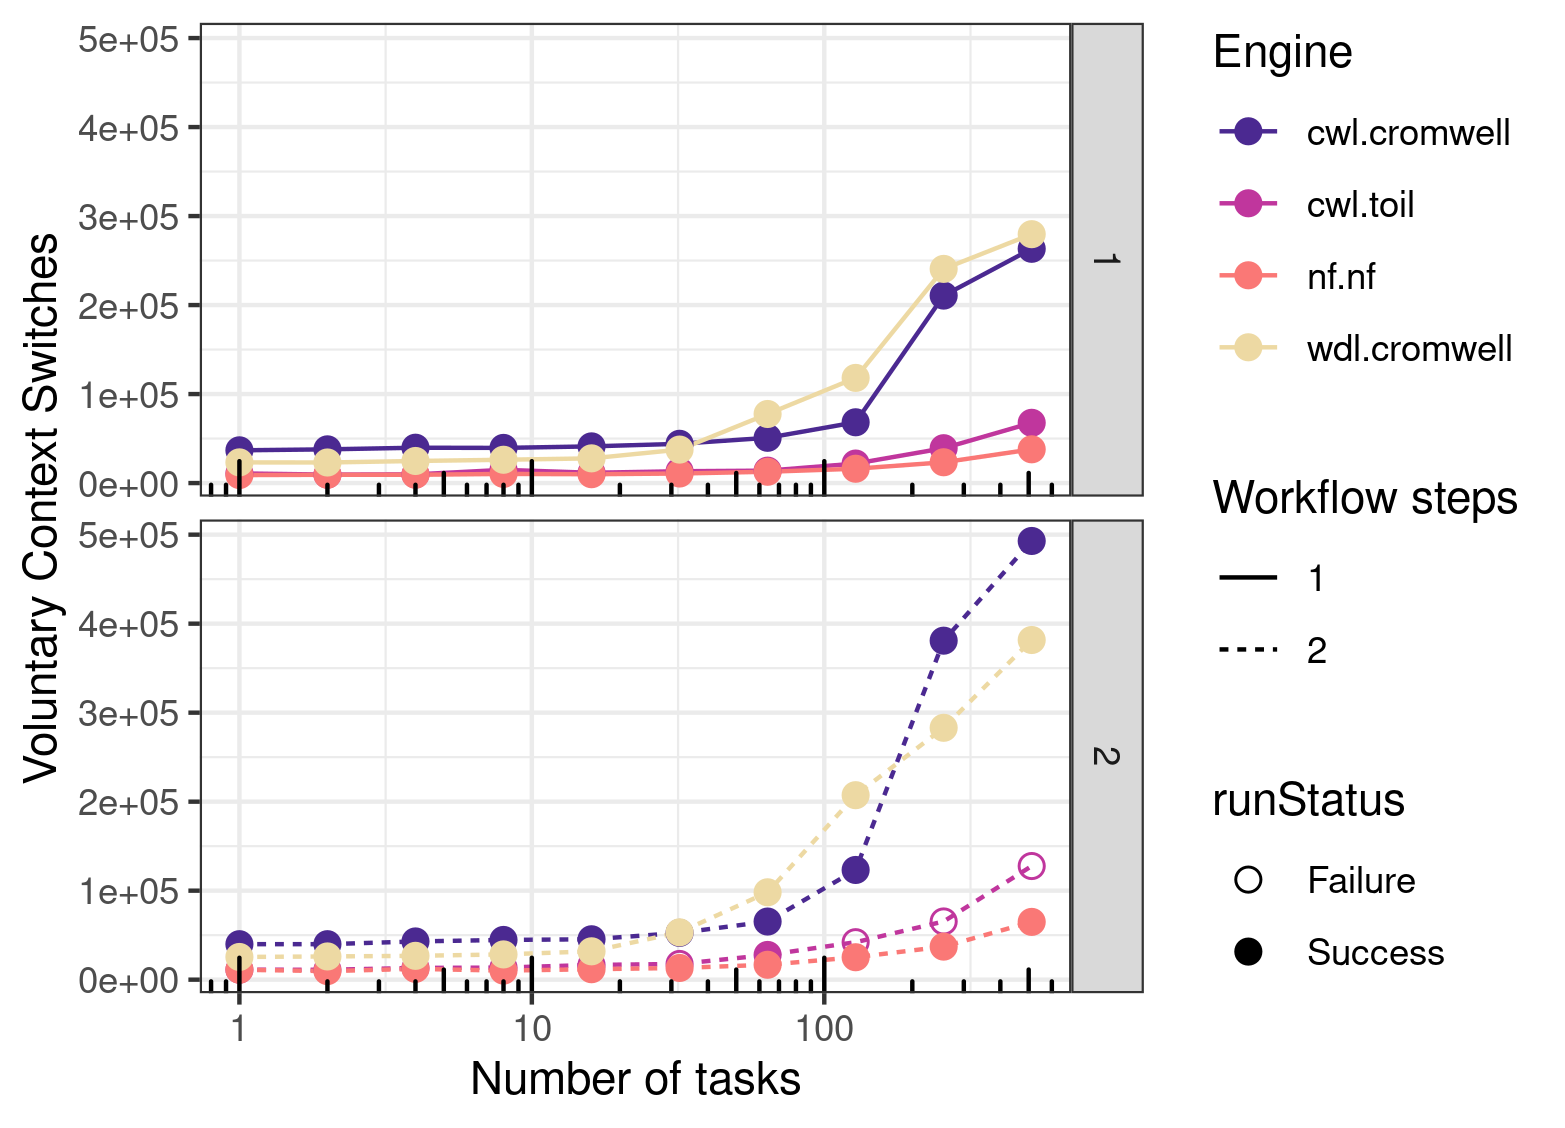 Voluntary Context Switches
5e+05
4e+05
3e+05
2e+05
1e+05
0e+00
1
5e+05
4e+05
3e+05
2e+05
1e+05
0e+00
2
1
10
100
Number of tasks
Engine
cwl.cromwell
cwl.toil
nf.nf
wdl.cromwell
Workflow steps
1
2
runStatus
Failure
Success